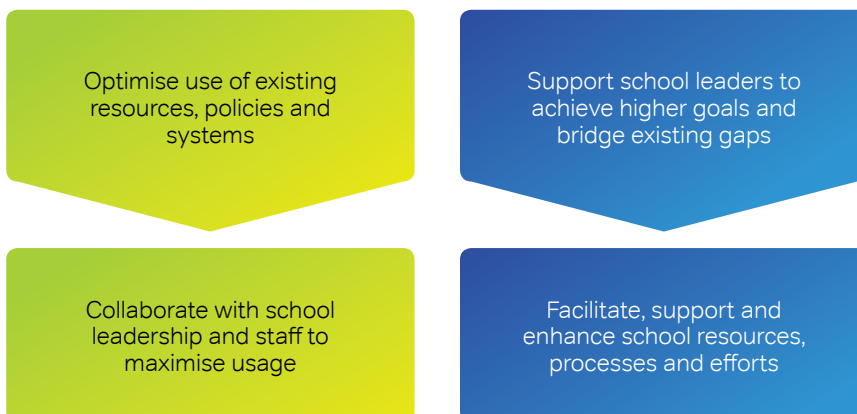 Optimise use of existing
resources, policies and
systems
Support school leaders to
achieve higher goals and
bridge existing gaps
Collaborate with school
leadership and staff to
maximise usage
Facilitate, support and
enhance school resources,
processes and efforts